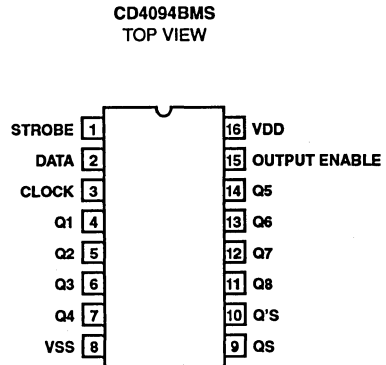 CD4094BMS
TOP VIEW
STROBE 1 16 VDD
DATA 2 15 OUTPUT ENABLE
CLOCK 3 14 Q5
Q1 4 13 Q6
Q2 5 12 Q7
Q3 6 11 Q8
Q4 7 10 Q'S
VSS 8 9 QS